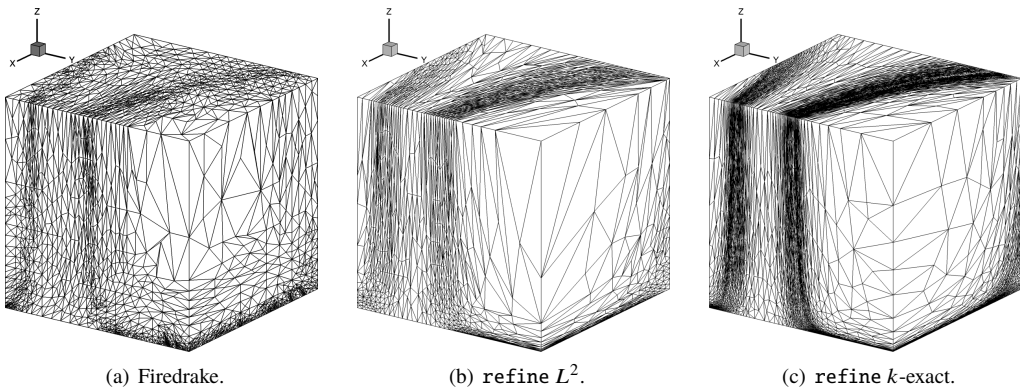 Z
X
Y
Z
X
Y
Z
X
Y
(a) Firedrake.
(b) refine L².
(c) refine k-exact.